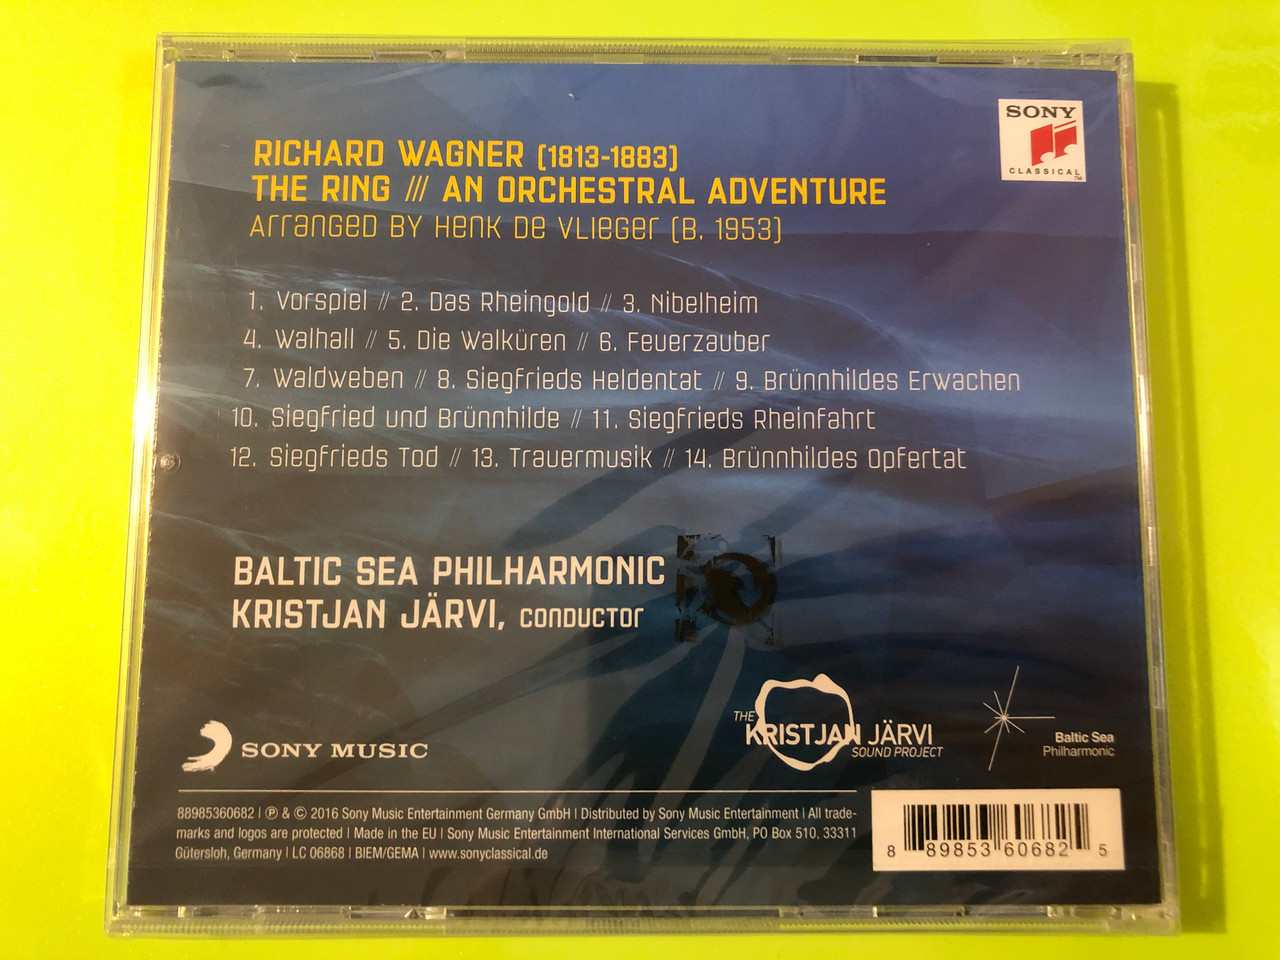 RICHARD WAGNER (1813-1883)
THE RING /// AN ORCHESTRAL ADVENTURE
ARRANGED BY HENK DE VLIEGER (B. 1953)
SONY
CLASSICAL™
1. Vorspiel // 2. Das Rheingold // 3. Nibelheim
4. Walhall // 5. Die Walküren // 6. Feuerzauber
7. Waldweben // 8. Siegfrieds Heldentat // 9. Brünnhildes Erwachen
10. Siegfried und Brünnhilde // 11. Siegfrieds Rheinfahrt
12. Siegfrieds Tod // 13. Trauermusik // 14. Brünnhildes Opfertat
BALTIC SEA PHILHARMONIC
KRISTJAN JÄRVI, CONDUCTOR
SONY MUSIC
THE
KRISTJAN JÄRVI
SOUND PROJECT
Baltic Sea
Philharmonic
88985360682 | ℗ & © 2016 Sony Music Entertainment Germany GmbH | Distributed by Sony Music Entertainment | All trade-
marks and logos are protected | Made in the EU | Sony Music Entertainment International Services GmbH, PO Box 510, 33311
Gütersloh, Germany | LC 06868 | BIEM/GEMA | www.sonyclassical.de
8 89853 60682 5